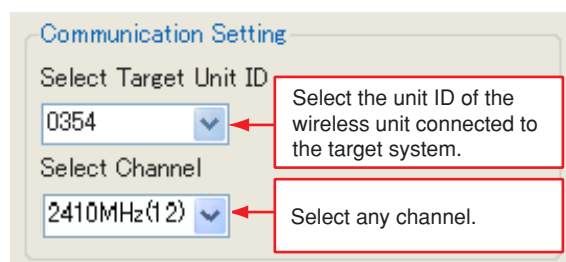 Communication Setting
Select Target Unit ID
0354
Select the unit ID of the
wireless unit connected to
the target system.
Select Channel
2410MHz(12)
Select any channel.